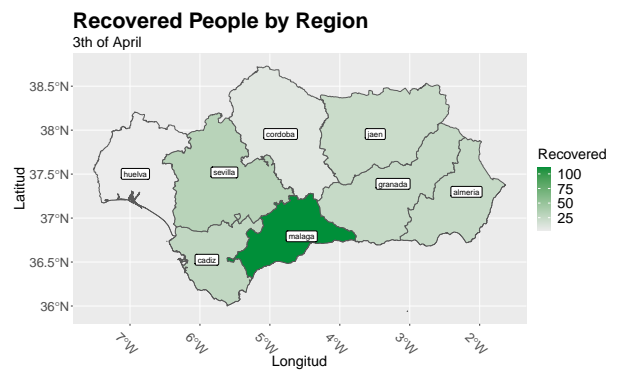 Recovered People by Region
3th of April
38.5°N
38°N
37.5°N
37°N
36.5°N
36°N
Latitud
cordoba
jaen
huelva
sevilla
granada
almeria
malaga
cadiz
Recovered
100
75
50
25
7°W
6°W
5°W
4°W
3°W
2°W
Longitud